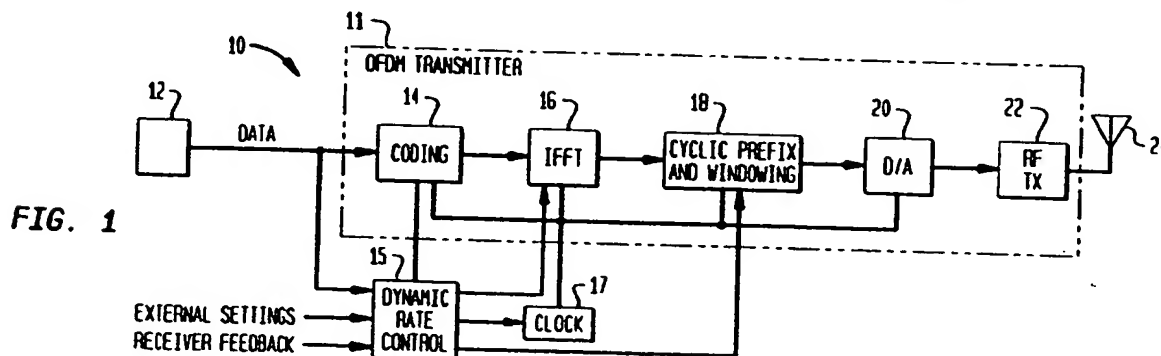 11
10
OFDM TRANSMITTER
12
14
16
18
20
22
DATA
CODING
IFFT
CYCLIC PREFIX
AND WINDOWING
D/A
RF
TX
2
FIG. 1
15
17
EXTERNAL SETTINGS
RECEIVER FEEDBACK
DYNAMIC
RATE
CONTROL
CLOCK